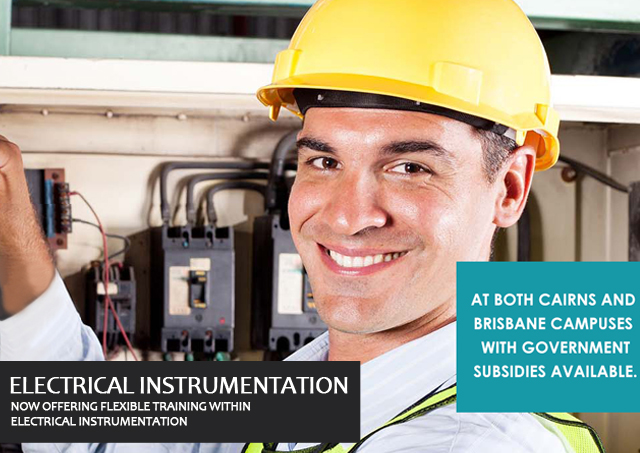 ELECTRICAL INSTRUMENTATION
NOW OFFERING FLEXIBLE TRAINING WITHIN
ELECTRICAL INSTRUMENTATION
AT BOTH CAIRNS AND
BRISBANE CAMPUSES
WITH GOVERNMENT
SUBSIDIES AVAILABLE.